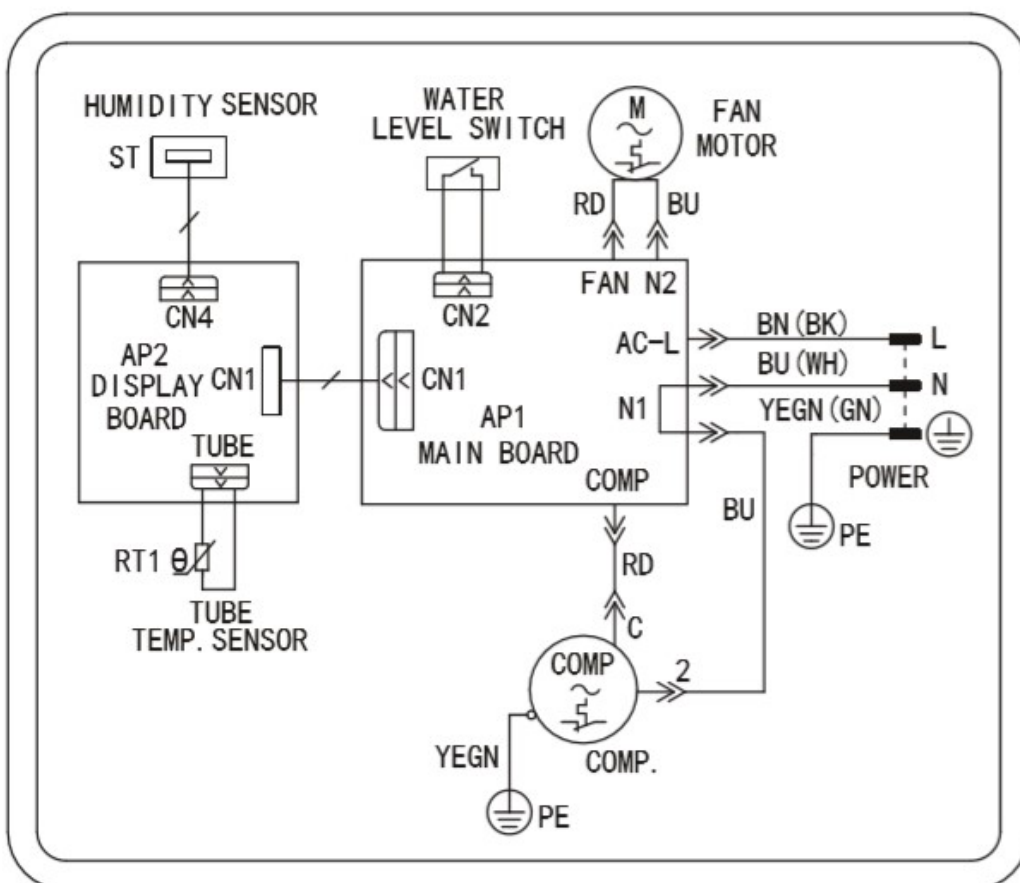 HUMIDITY SENSOR
ST
WATER
LEVEL SWITCH
M
FAN
MOTOR
RD
BU
CN4
AP2
DISPLAY
BOARD
CN1
TUBE
RT1 θ
TUBE
TEMP. SENSOR
CN2
CN1
AP1
MAIN BOARD
FAN N2
AC-L
N1
COMP
BN(BK)
L
BU(WH)
N
YEGN(GN)
POWER
PE
BU
RD
C
COMP
2
COMP.
YEGN
PE